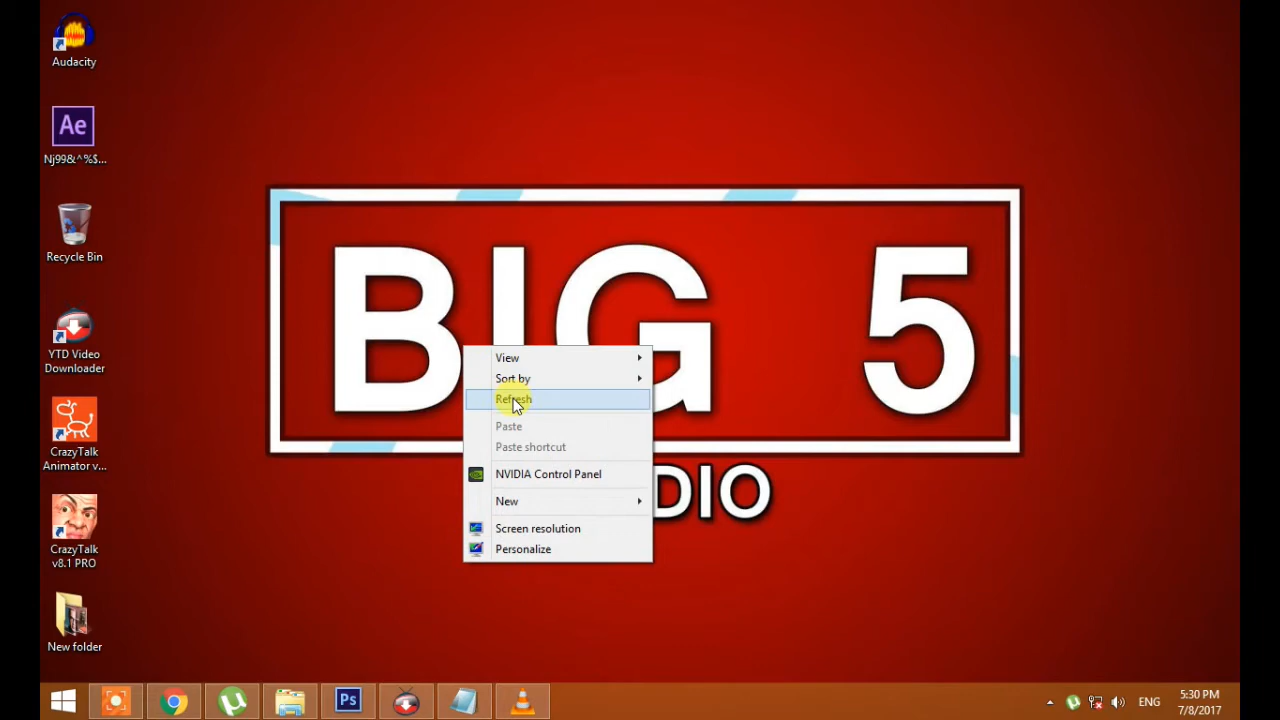 Audacity
Ae
Nj99&^%$...
Recycle Bin
YTD Video
Downloader
CrazyTalk
Animator v...
CrazyTalk
v8.1 PRO
New folder
BIG 5
DIO
View
Sort by
Refresh
Paste
Paste shortcut
NVIDIA Control Panel
New
Screen resolution
Personalize
Ps
ENG
5:30 PM
7/8/2017